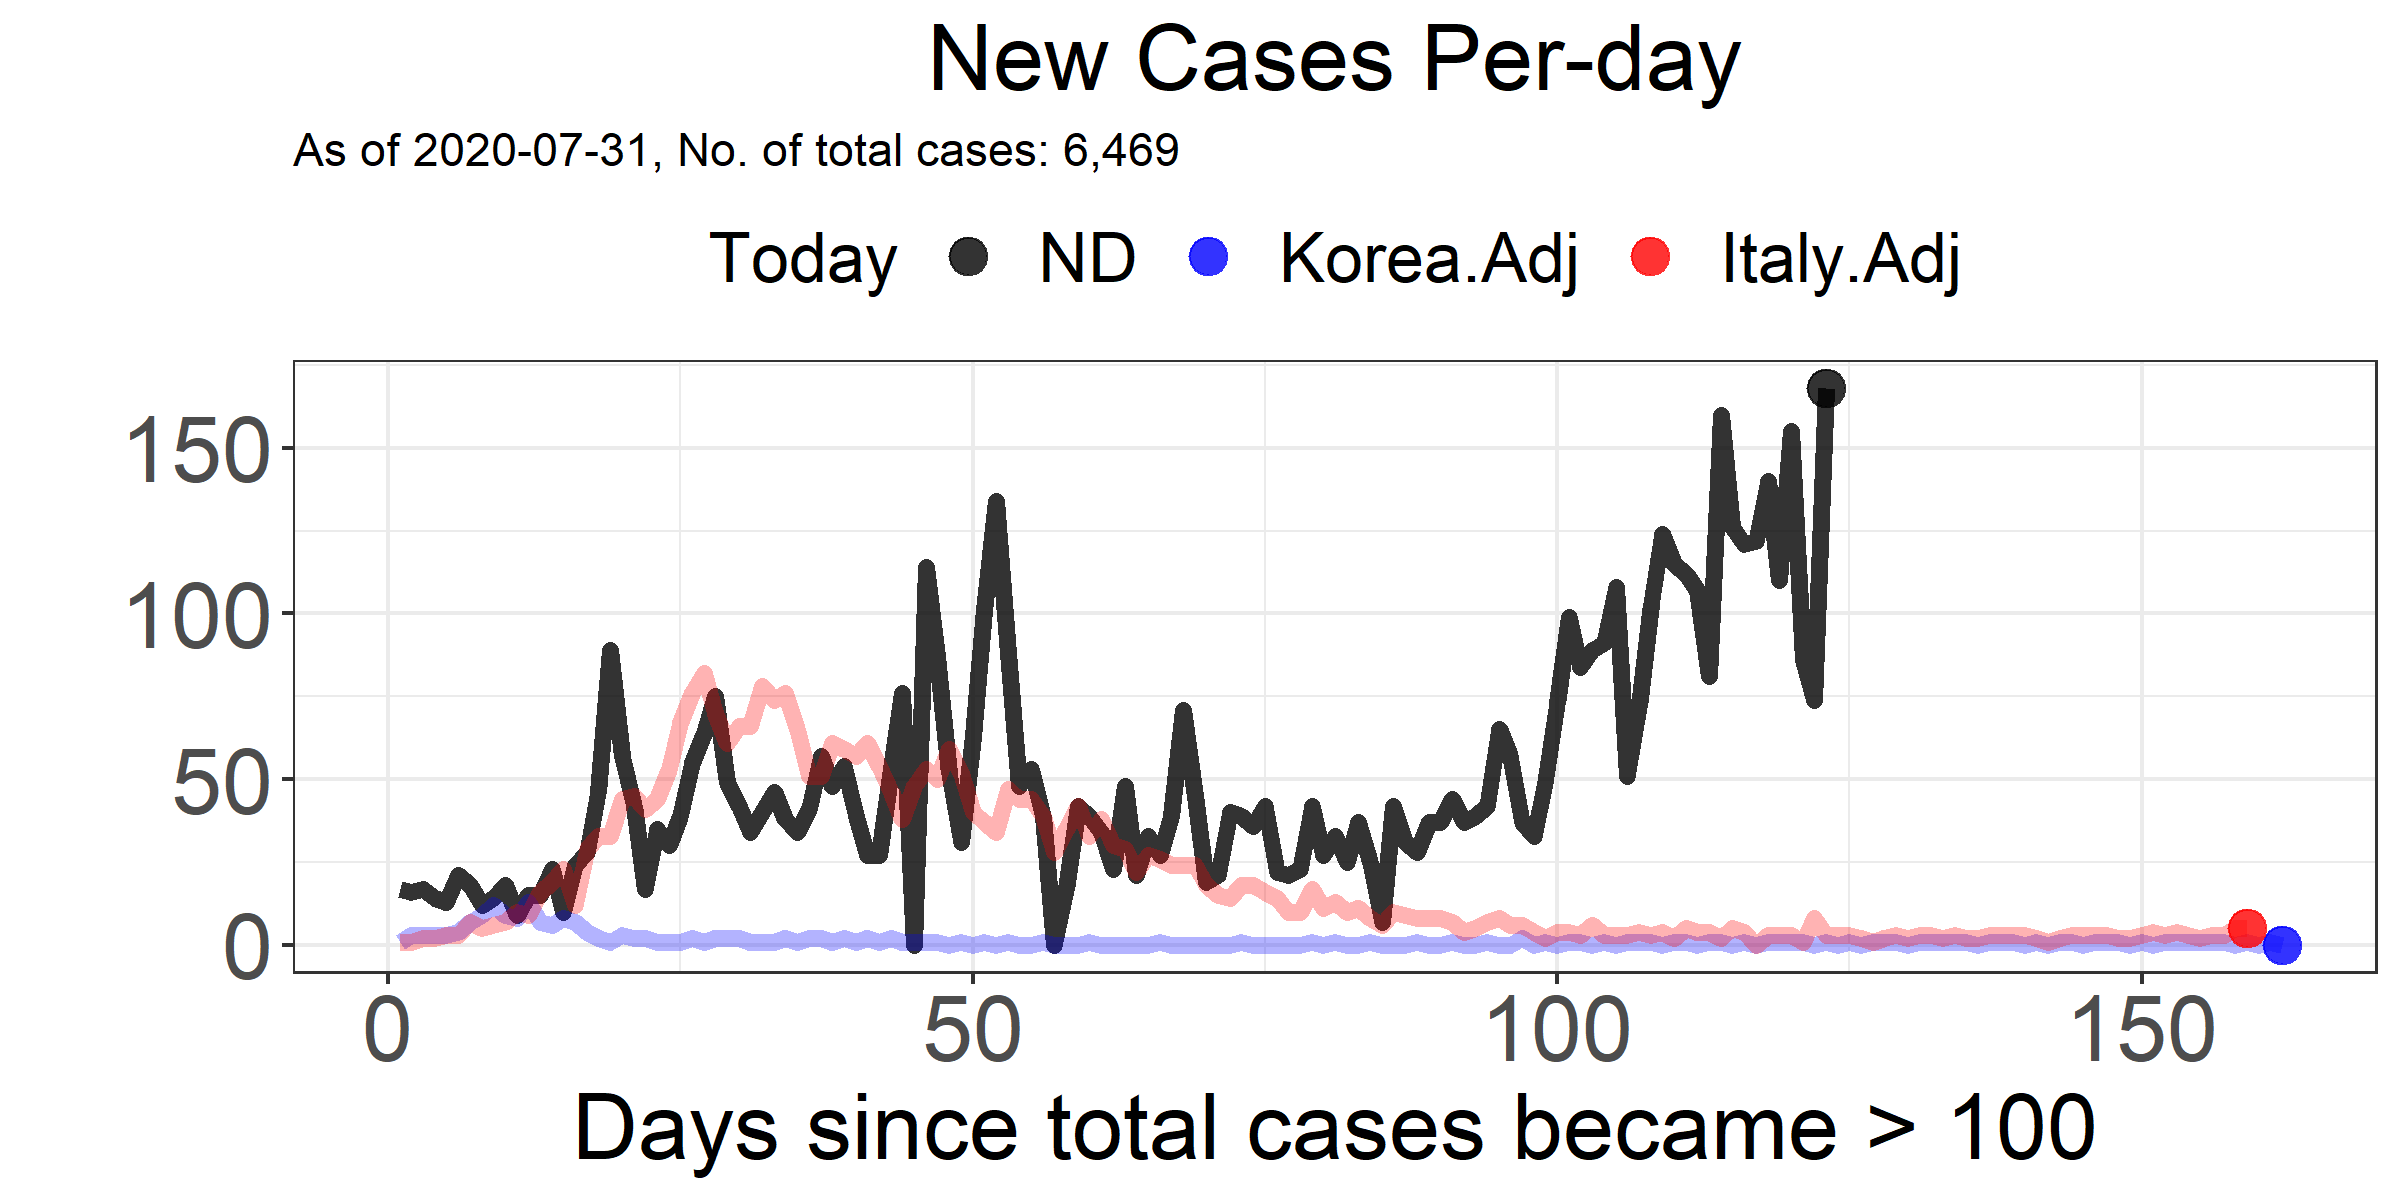 New Cases Per-day
As of 2020-07-31, No. of total cases: 6,469
Today ND Korea.Adj Italy.Adj
150
100
50
0
0 50 100 150
Days since total cases became > 100